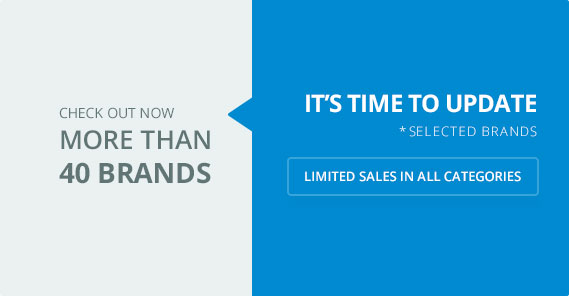 CHECK OUT NOW
MORE THAN
40 BRANDS
IT’S TIME TO UPDATE
*SELECTED BRANDS
LIMITED SALES IN ALL CATEGORIES